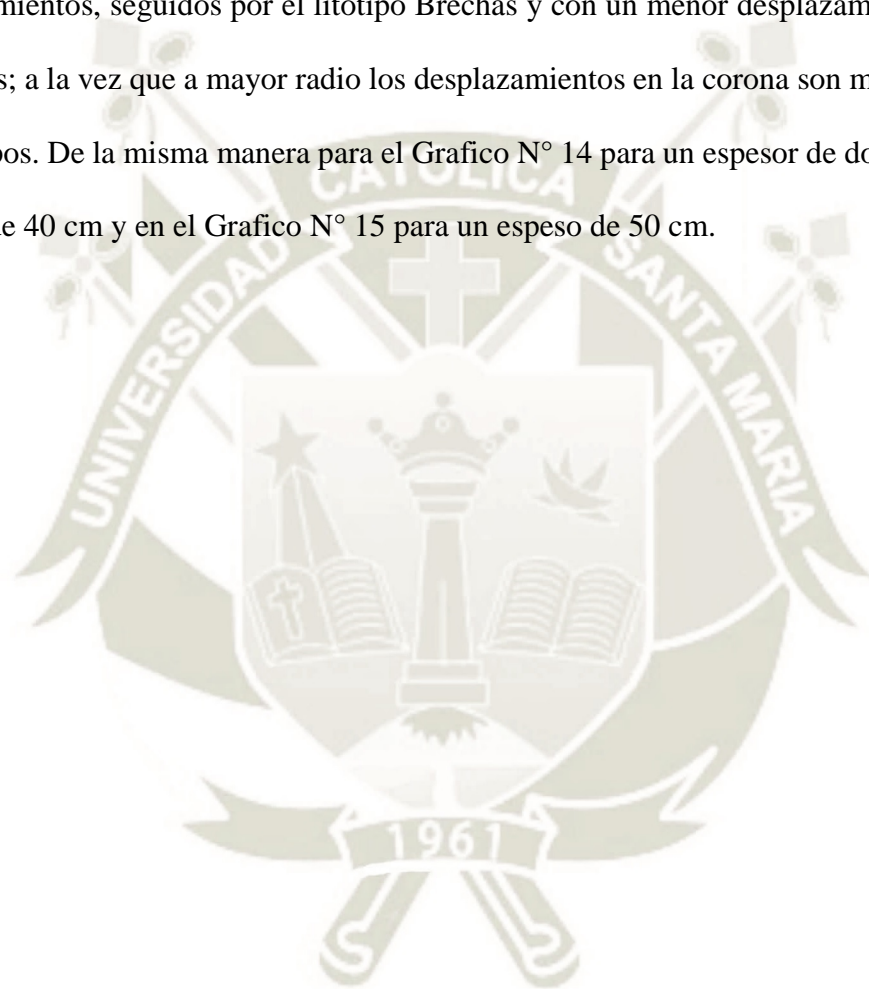 mientos, seguidos por el litotipo Brechas y con un menor desplazam
s; a la vez que a mayor radio los desplazamientos en la corona son m
pos. De la misma manera para el Grafico N° 14 para un espesor de do
de 40 cm y en el Grafico N° 15 para un espeso de 50 cm.
UNIVERSIDAD CATOLICA SANTA MARIA
1961